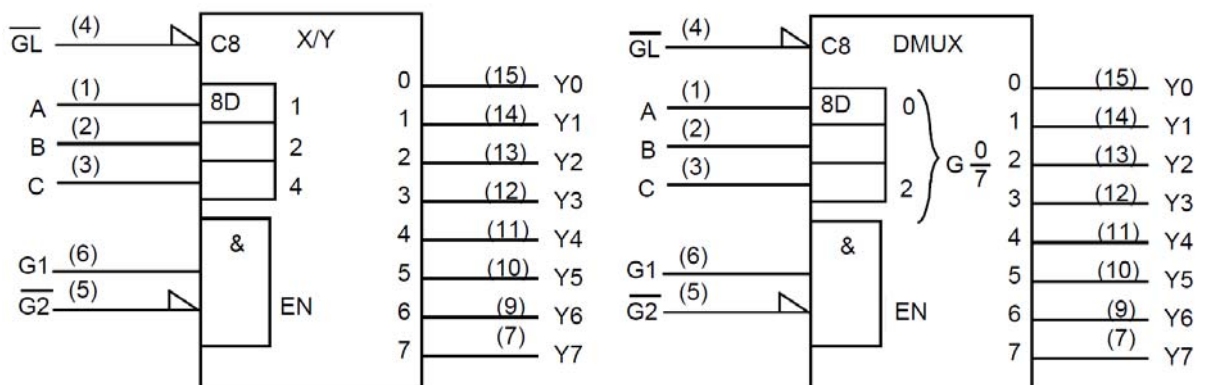 G̅L̅ (4) C8 X/Y
0 (15) Y0
A (1) 8D 1
1 (14) Y1
B (2) 2
2 (13) Y2
C (3) 4
3 (12) Y3
&
4 (11) Y4
G1 (6)
5 (10) Y5
G̅2̅ (5) EN
6 (9) Y6
7 (7) Y7
G̅L̅ (4) C8 DMUX
0 (15) Y0
A (1) 8D 0
1 (14) Y1
B (2)
2 (13) Y2
G 0/7
C (3) 2
3 (12) Y3
&
4 (11) Y4
G1 (6)
5 (10) Y5
G̅2̅ (5) EN
6 (9) Y6
7 (7) Y7